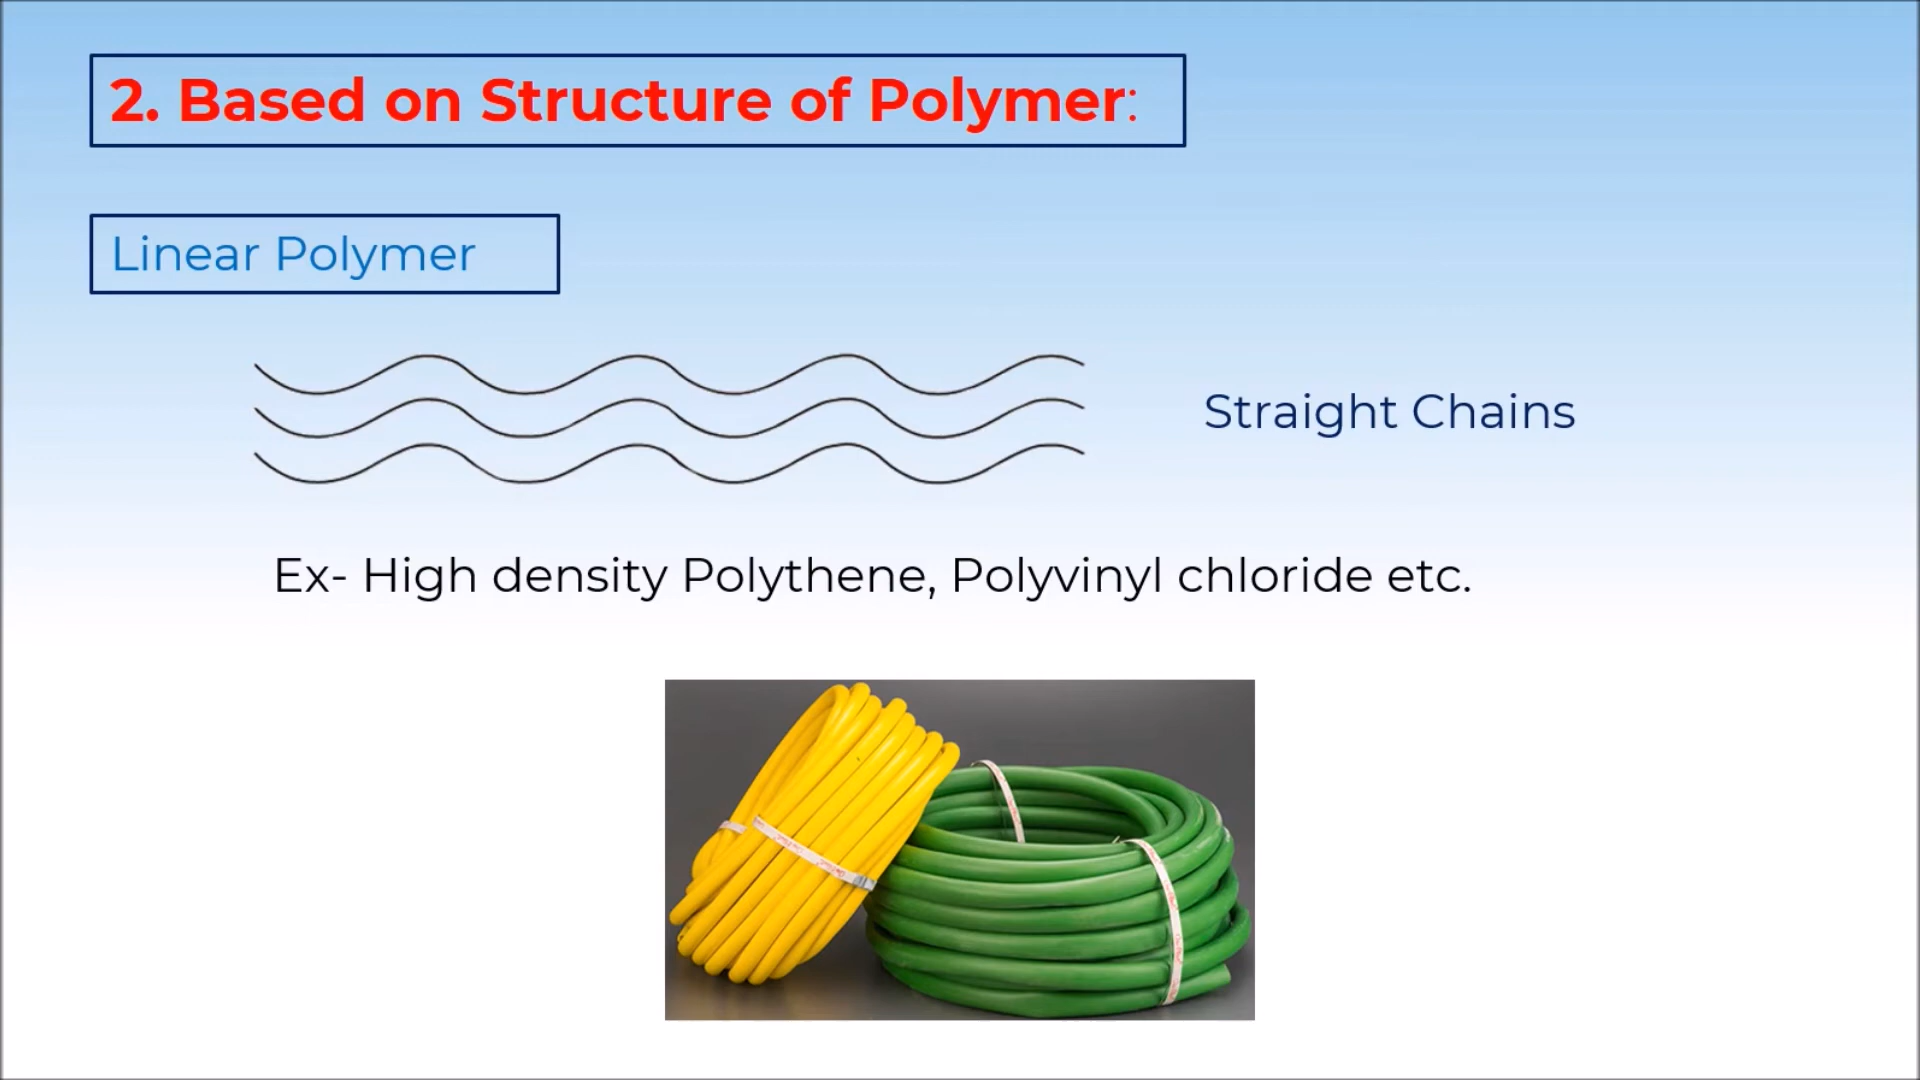 2. Based on Structure of Polymer:
Linear Polymer
Straight Chains
Ex- High density Polythene, Polyvinyl chloride etc.